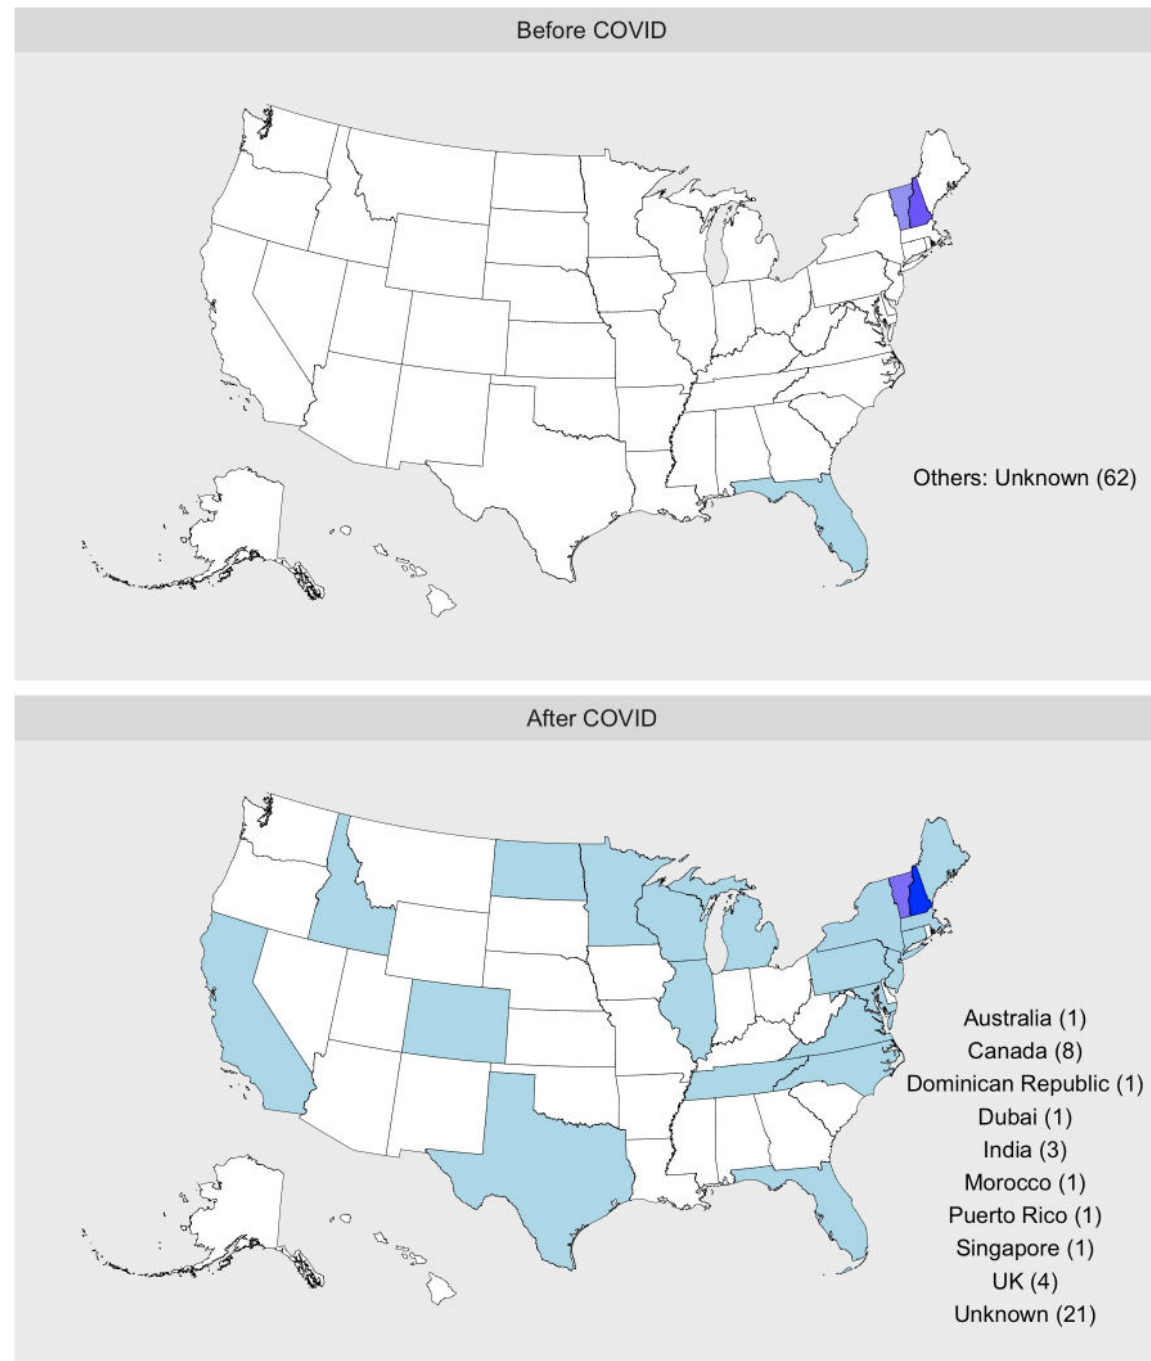 Before COVID
Others: Unknown (62)
After COVID
Australia (1)
Canada (8)
Dominican Republic (1)
Dubai (1)
India (3)
Morocco (1)
Puerto Rico (1)
Singapore (1)
UK (4)
Unknown (21)